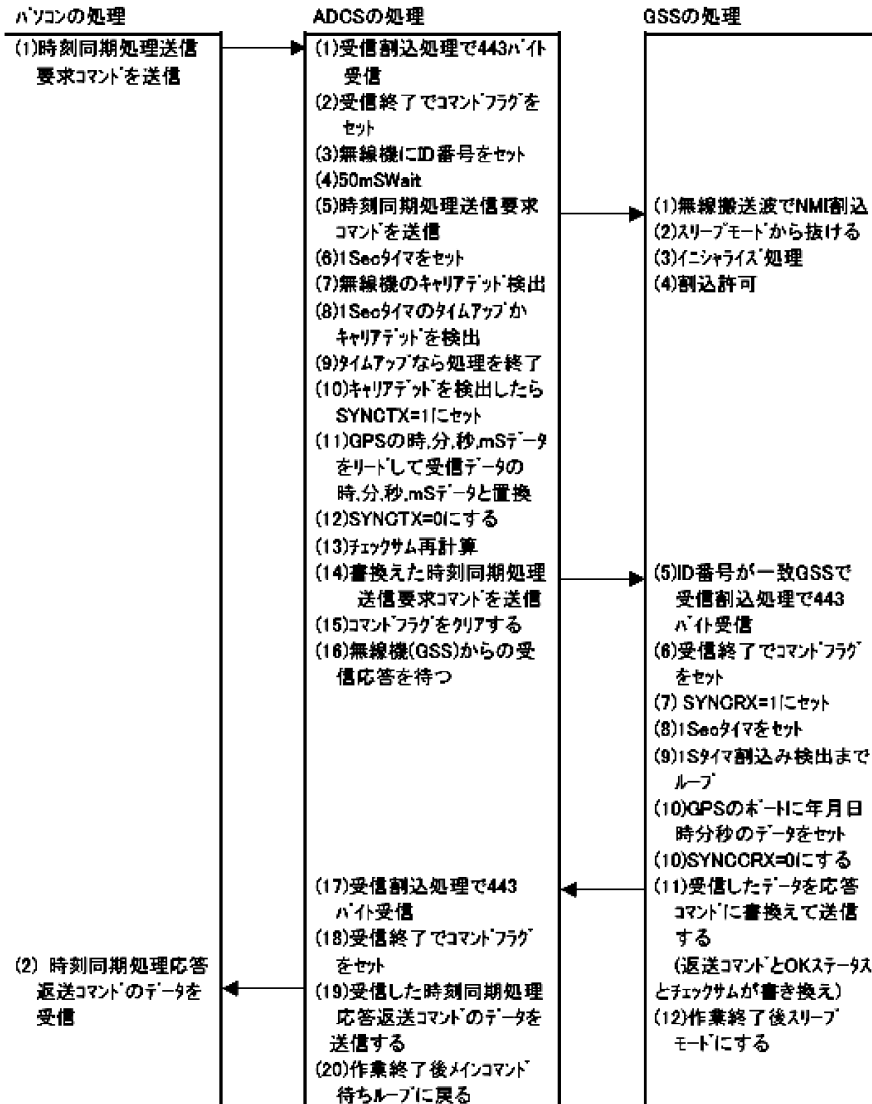 パソコンの処理
(1)時刻同期処理送信
要求コマンドを送信
(2) 時刻同期処理応答
返送コマンドのデータを
受信
ADCSの処理
(1)受信割込処理で443バイト
受信
(2)受信終了でコマンドフラグを
セット
(3)無線機にID番号をセット
(4)50mSWait
(5)時刻同期処理送信要求
コマンドを送信
(6)1Secタイマをセット
(7)無線機のキャリアデット検出
(8)1Secタイマのタイムアップか
キャリアデットを検出
(9)タイムアップなら処理を終了
(10)キャリアデットを検出したら
SYNCTX=1にセット
(11)GPSの時,分,秒,mSデータ
をリードして受信データの
時,分,秒,mSデータと置換
(12)SYNCTX=0にする
(13)チェックサム再計算
(14)書換えた時刻同期処理
送信要求コマンドを送信
(15)コマンドフラグをクリアする
(16)無線機(GSS)からの受
信応答を待つ
(17)受信割込処理で443
バイト受信
(18)受信終了でコマンドフラグ
をセット
(19)受信した時刻同期処理
応答返送コマンドのデータを
送信する
(20)作業終了後メインコマンド
待ちループに戻る
GSSの処理
(1)無線搬送波でNMI割込
(2)スリープモードから抜ける
(3)イニシャライズ処理
(4)割込許可
(5)ID番号が一致GSSで
受信割込処理で443
バイト受信
(6)受信終了でコマンドフラグ
をセット
(7) SYNCRX=1にセット
(8)1Secタイマをセット
(9)1Sタイマ割込み検出まで
ループ
(10)GPSのポートに年月日
時分秒のデータをセット
(10)SYNCCRX=0にする
(11)受信したデータを応答
コマンドに書換えて送信
する
(返送コマンドとOKステータス
とチェックサムが書き換え)
(12)作業終了後スリープ
モードにする